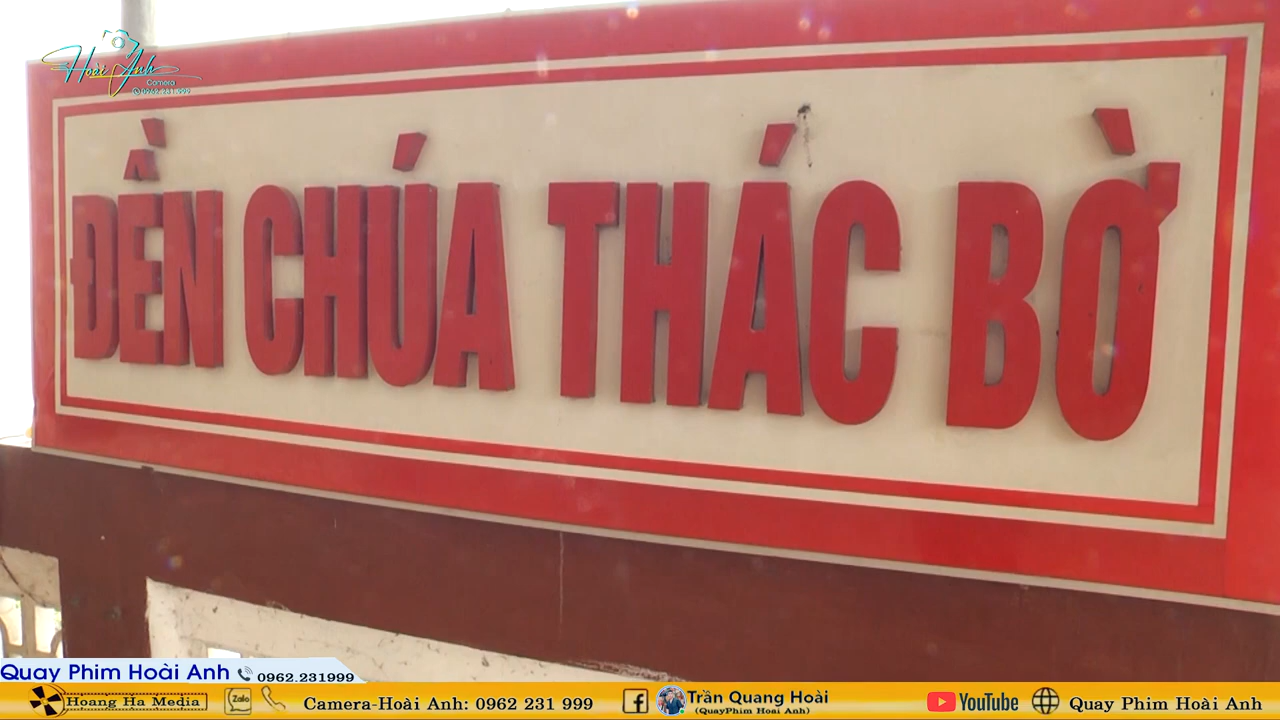 Hoài Anh
Camera
0962.231.999
ĐỀN CHÚA THÁC BỜ
Quay Phim Hoài Anh 0962.231999
Hoang Ha Media Zalo Camera-Hoài Anh: 0962 231 999 Trần Quang Hoài YouTube Quay Phim Hoài Anh
(QuayPhim Hoai Anh)